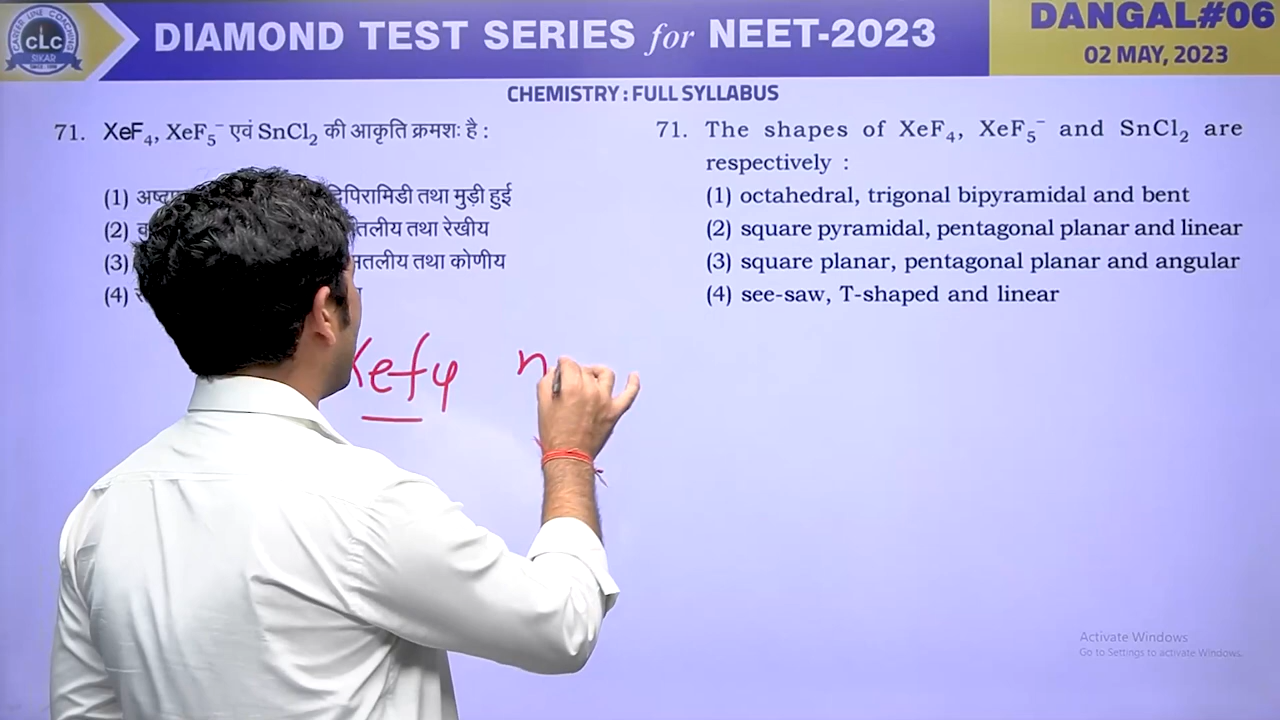 CAREER LINE COACHING
CLC
SIKAR
DIAMOND TEST SERIES for NEET-2023
DANGAL#06
02 MAY, 2023
CHEMISTRY : FULL SYLLABUS
71. XeF₄, XeF₅⁻ एवं SnCl₂ की आकृति क्रमशः है :
(1) द्विपिरामिडी तथा मुड़ी हुई
(2) तथा रेखीय
(3) तथा कोणीय
(4)
71. The shapes of XeF₄, XeF₅⁻ and SnCl₂ are
respectively :
(1) octahedral, trigonal bipyramidal and bent
(2) square pyramidal, pentagonal planar and linear
(3) square planar, pentagonal planar and angular
(4) see-saw, T-shaped and linear
Xef4 n
Activate Windows
Go to Settings to activate Windows.